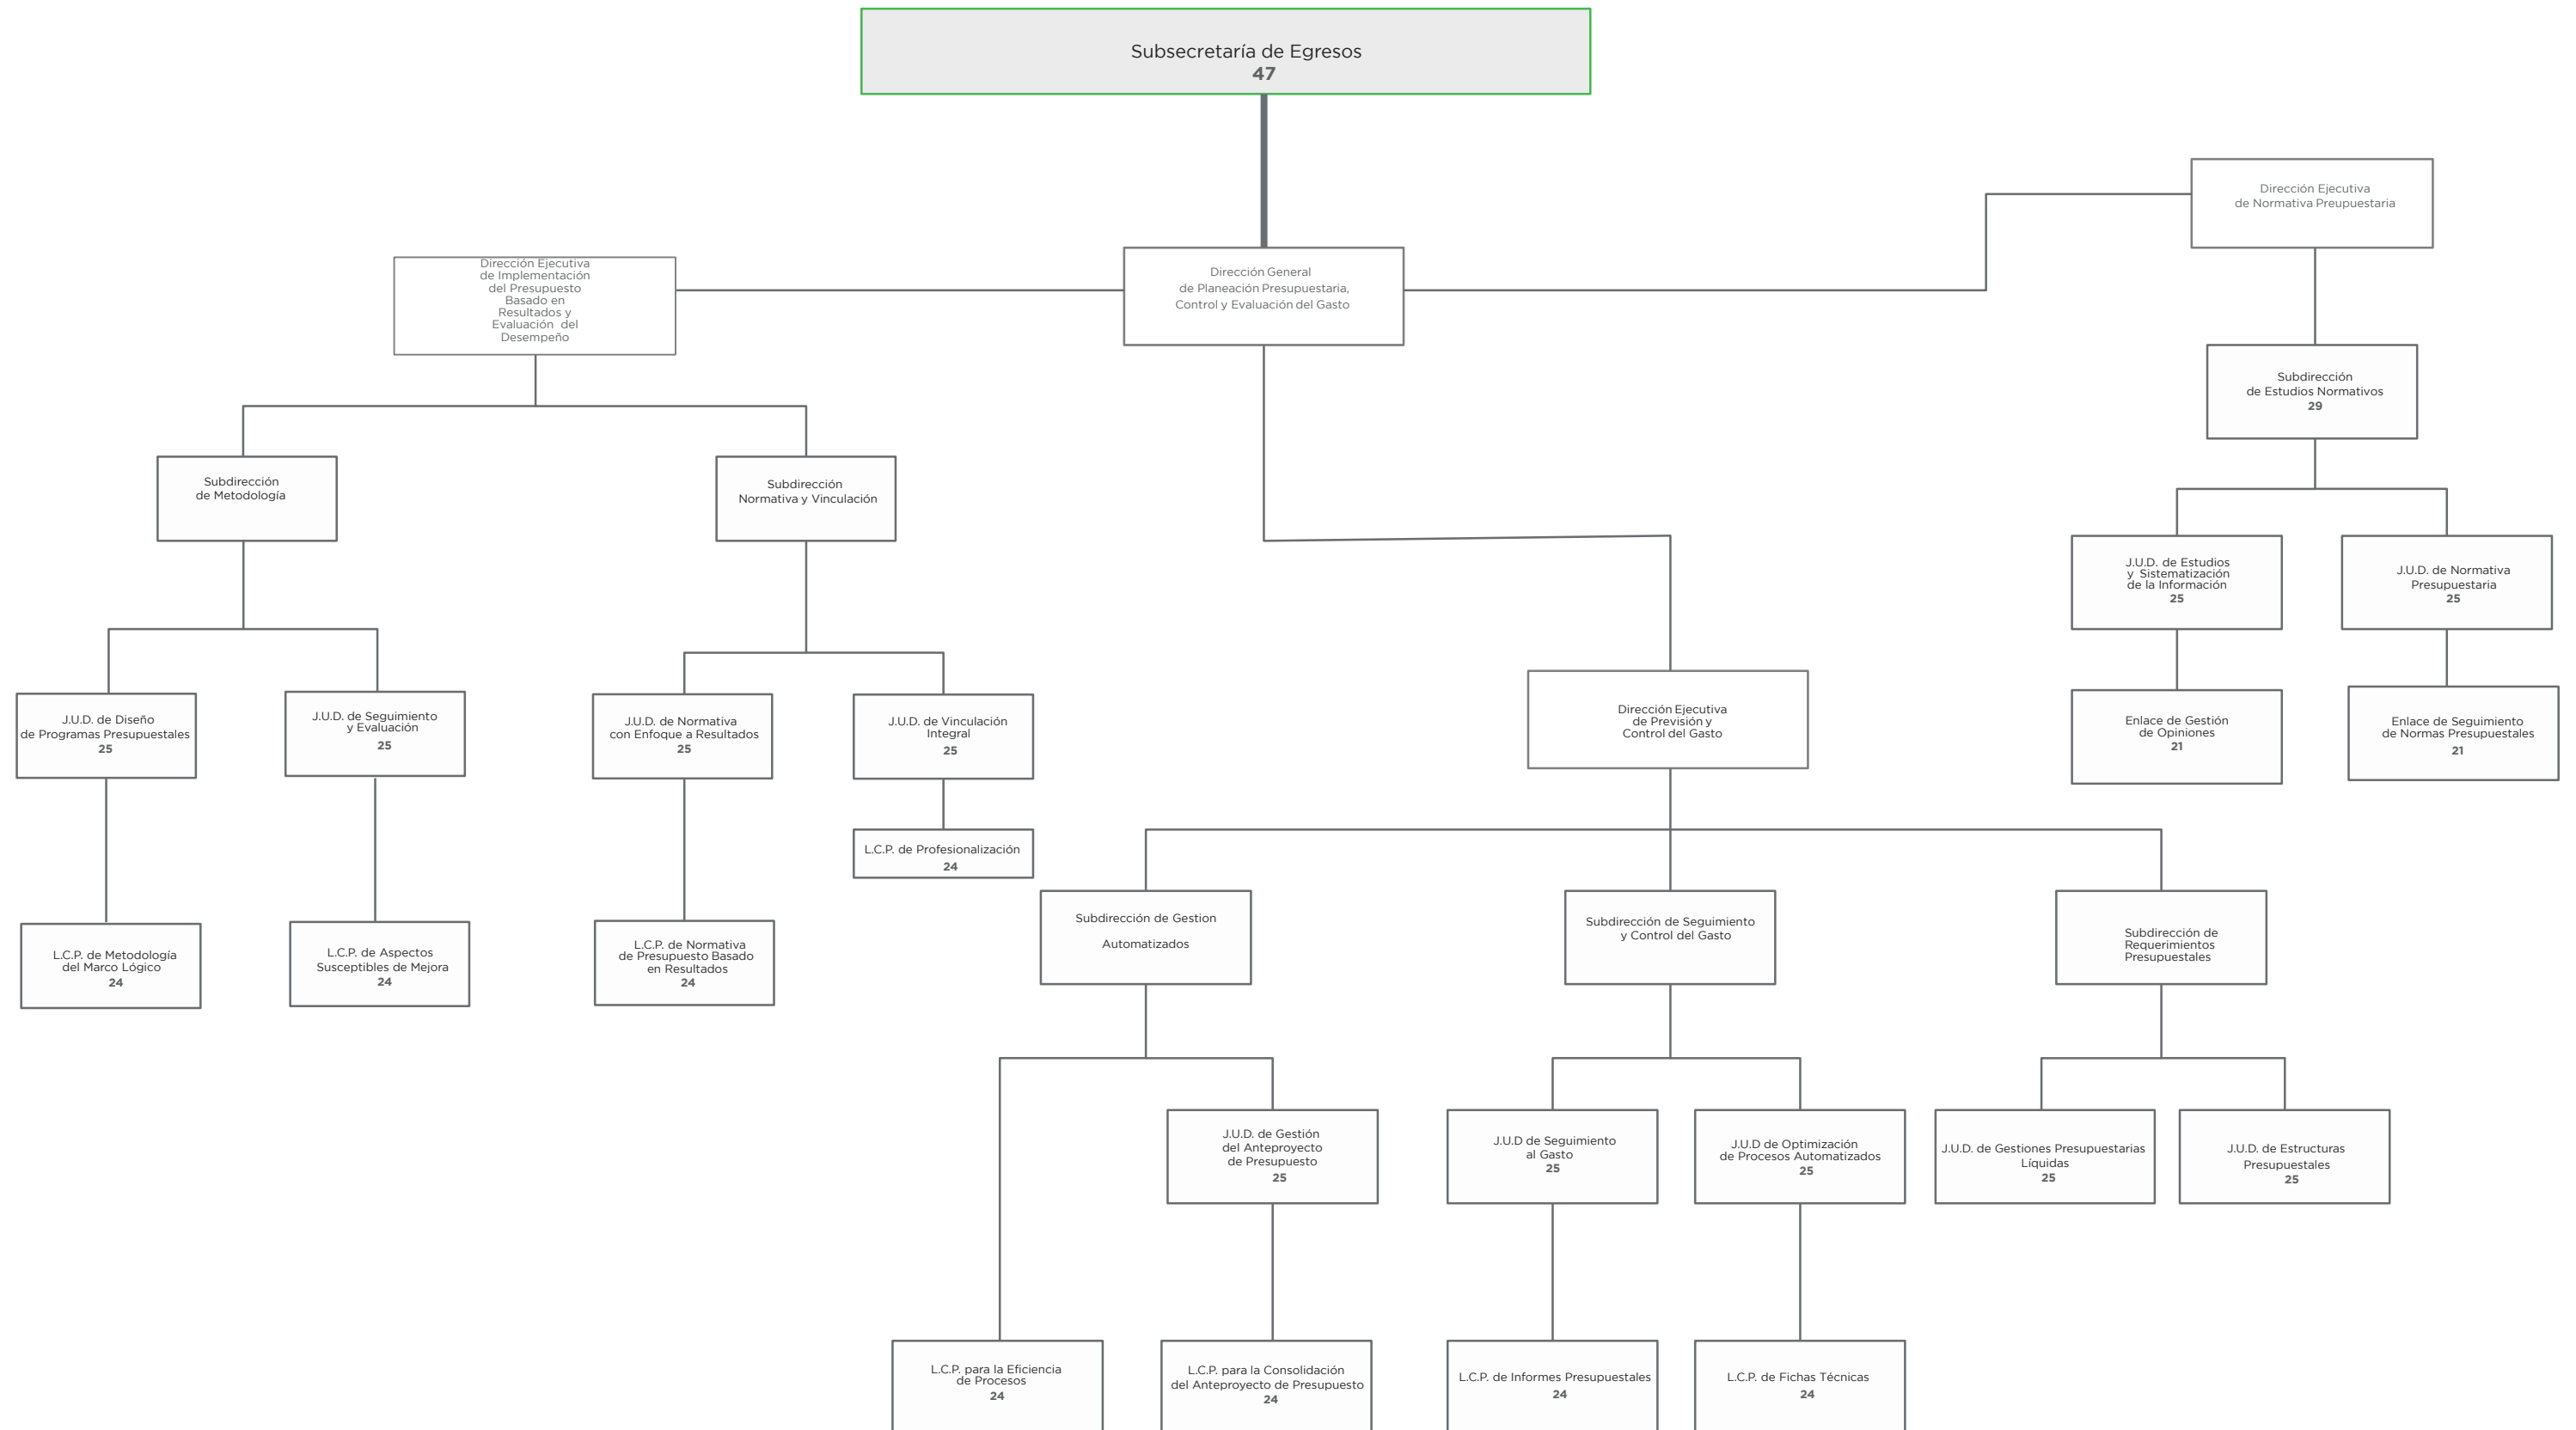 Subsecretaría de Egresos
47
Dirección Ejecutiva
de Normativa Preupuestaria
Dirección Ejecutiva
de Implementación
del Presupuesto
Basado en
Resultados y
Evaluación del
Desempeño
Dirección General
de Planeación Presupuestaria,
Control y Evaluación del Gasto
Subdirección
de Estudios Normativos
29
Subdirección
de Metodología
Subdirección
Normativa y Vinculación
J.U.D. de Estudios
y Sistematización
de la Información
25
J.U.D. de Normativa
Presupuestaria
25
J.U.D. de Diseño
de Programas Presupuestales
25
J.U.D. de Seguimiento
y Evaluación
25
J.U.D. de Normativa
con Enfoque a Resultados
25
J.U.D. de Vinculación
Integral
25
Dirección Ejecutiva
de Previsión y
Control del Gasto
Enlace de Gestión
de Opiniones
21
Enlace de Seguimiento
de Normas Presupuestales
21
L.C.P. de Profesionalización
24
L.C.P. de Metodología
del Marco Lógico
24
L.C.P. de Aspectos
Susceptibles de Mejora
24
L.C.P. de Normativa
de Presupuesto Basado
en Resultados
24
Subdirección de Gestion
Automatizados
Subdirección de Seguimiento
y Control del Gasto
Subdirección de
Requerimientos
Presupuestales
J.U.D. de Gestión
del Anteproyecto
de Presupuesto
25
J.U.D de Seguimiento
al Gasto
25
J.U.D de Optimización
de Procesos Automatizados
25
J.U.D. de Gestiones Presupuestarias
Líquidas
25
J.U.D. de Estructuras
Presupuestales
25
L.C.P. para la Eficiencia
de Procesos
24
L.C.P. para la Consolidación
del Anteproyecto de Presupuesto
24
L.C.P. de Informes Presupuestales
24
L.C.P. de Fichas Técnicas
24